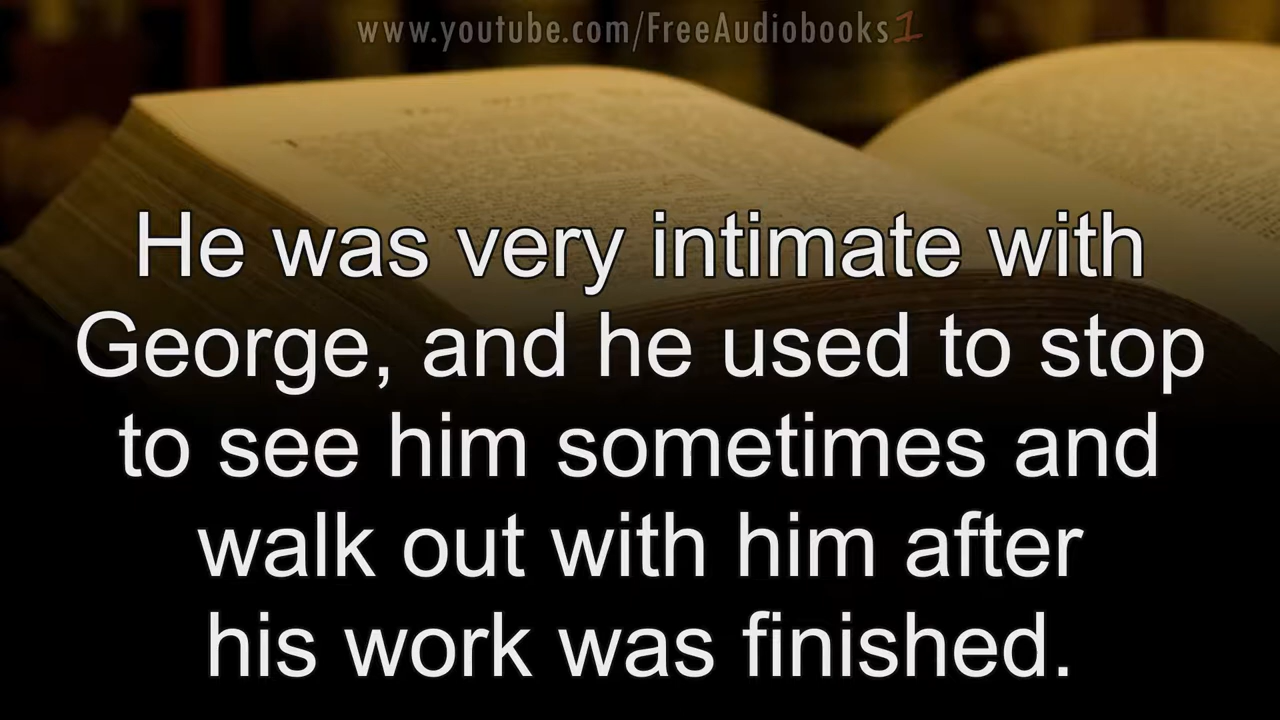 www.youtube.com/FreeAudiobooks1
He was very intimate with
George, and he used to stop
to see him sometimes and
walk out with him after
his work was finished.